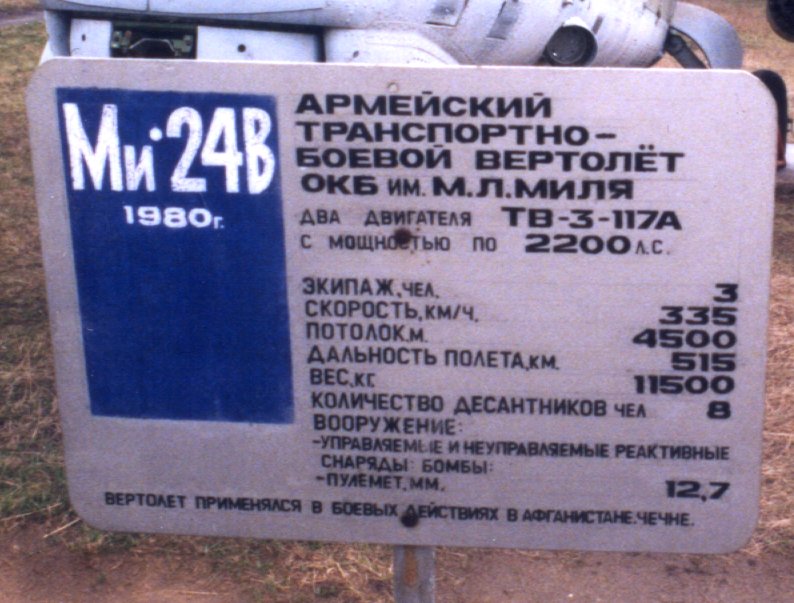 Ми-24В
1980г.
АРМЕЙСКИЙ
ТРАНСПОРТНО-
БОЕВОЙ ВЕРТОЛЁТ
ОКБ ИМ. М.Л.МИЛЯ
ДВА ДВИГАТЕЛЯ ТВ-3-117А
С МОЩНОСТЬЮ ПО 2200 Л.С.
ЭКИПАЖ,ЧЕЛ. 3
СКОРОСТЬ,КМ/Ч. 335
ПОТОЛОК.М. 4500
ДАЛЬНОСТЬ ПОЛЕТА,КМ. 515
ВЕС,КГ 11500
КОЛИЧЕСТВО ДЕСАНТНИКОВ ЧЕЛ 8
ВООРУЖЕНИЕ:
-УПРАВЛЯЕМЫЕ И НЕУПРАВЛЯЕМЫЕ РЕАКТИВНЫЕ
СНАРЯДЫ: БОМБЫ:
-ПУЛЕМЕТ,ММ. 12,7
ВЕРТОЛЕТ ПРИМЕНЯЛСЯ В БОЕВЫХ ДЕЙСТВИЯХ В АФГАНИСТАНЕ.ЧЕЧНЕ.